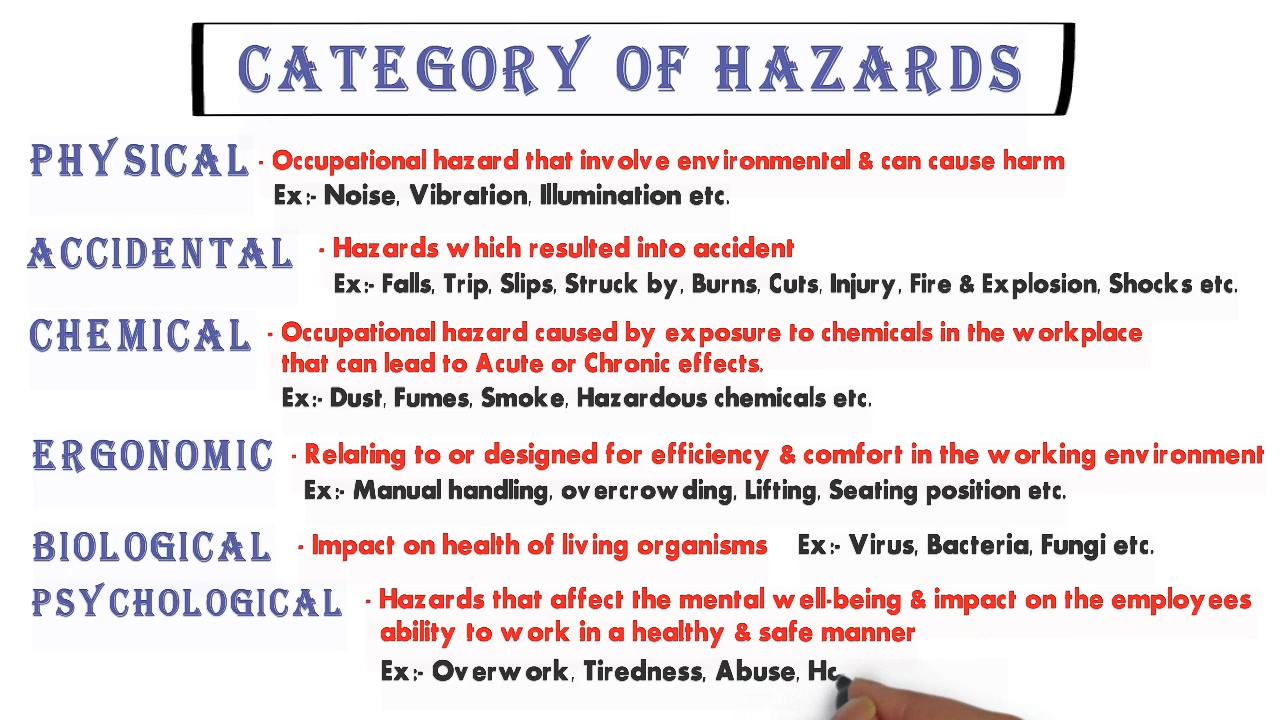 CATEGORY OF HAZARDS
PHYSICAL - Occupational hazard that involve environmental & can cause harm
Ex:- Noise, Vibration, Illumination etc.
ACCIDENTAL - Hazards which resulted into accident
Ex:- Falls, Trip, Slips, Struck by, Burns, Cuts, Injury, Fire & Explosion, Shocks etc.
CHEMICAL - Occupational hazard caused by exposure to chemicals in the workplace
that can lead to Acute or Chronic effects.
Ex:- Dust, Fumes, Smoke, Hazardous chemicals etc.
ERGONOMIC - Relating to or designed for efficiency & comfort in the working environment
Ex:- Manual handling, overcrowding, Lifting, Seating position etc.
BIOLOGICAL - Impact on health of living organisms Ex:- Virus, Bacteria, Fungi etc.
PSYCHOLOGICAL - Hazards that affect the mental well-being & impact on the employees
ability to work in a healthy & safe manner
Ex:- Overwork, Tiredness, Abuse,